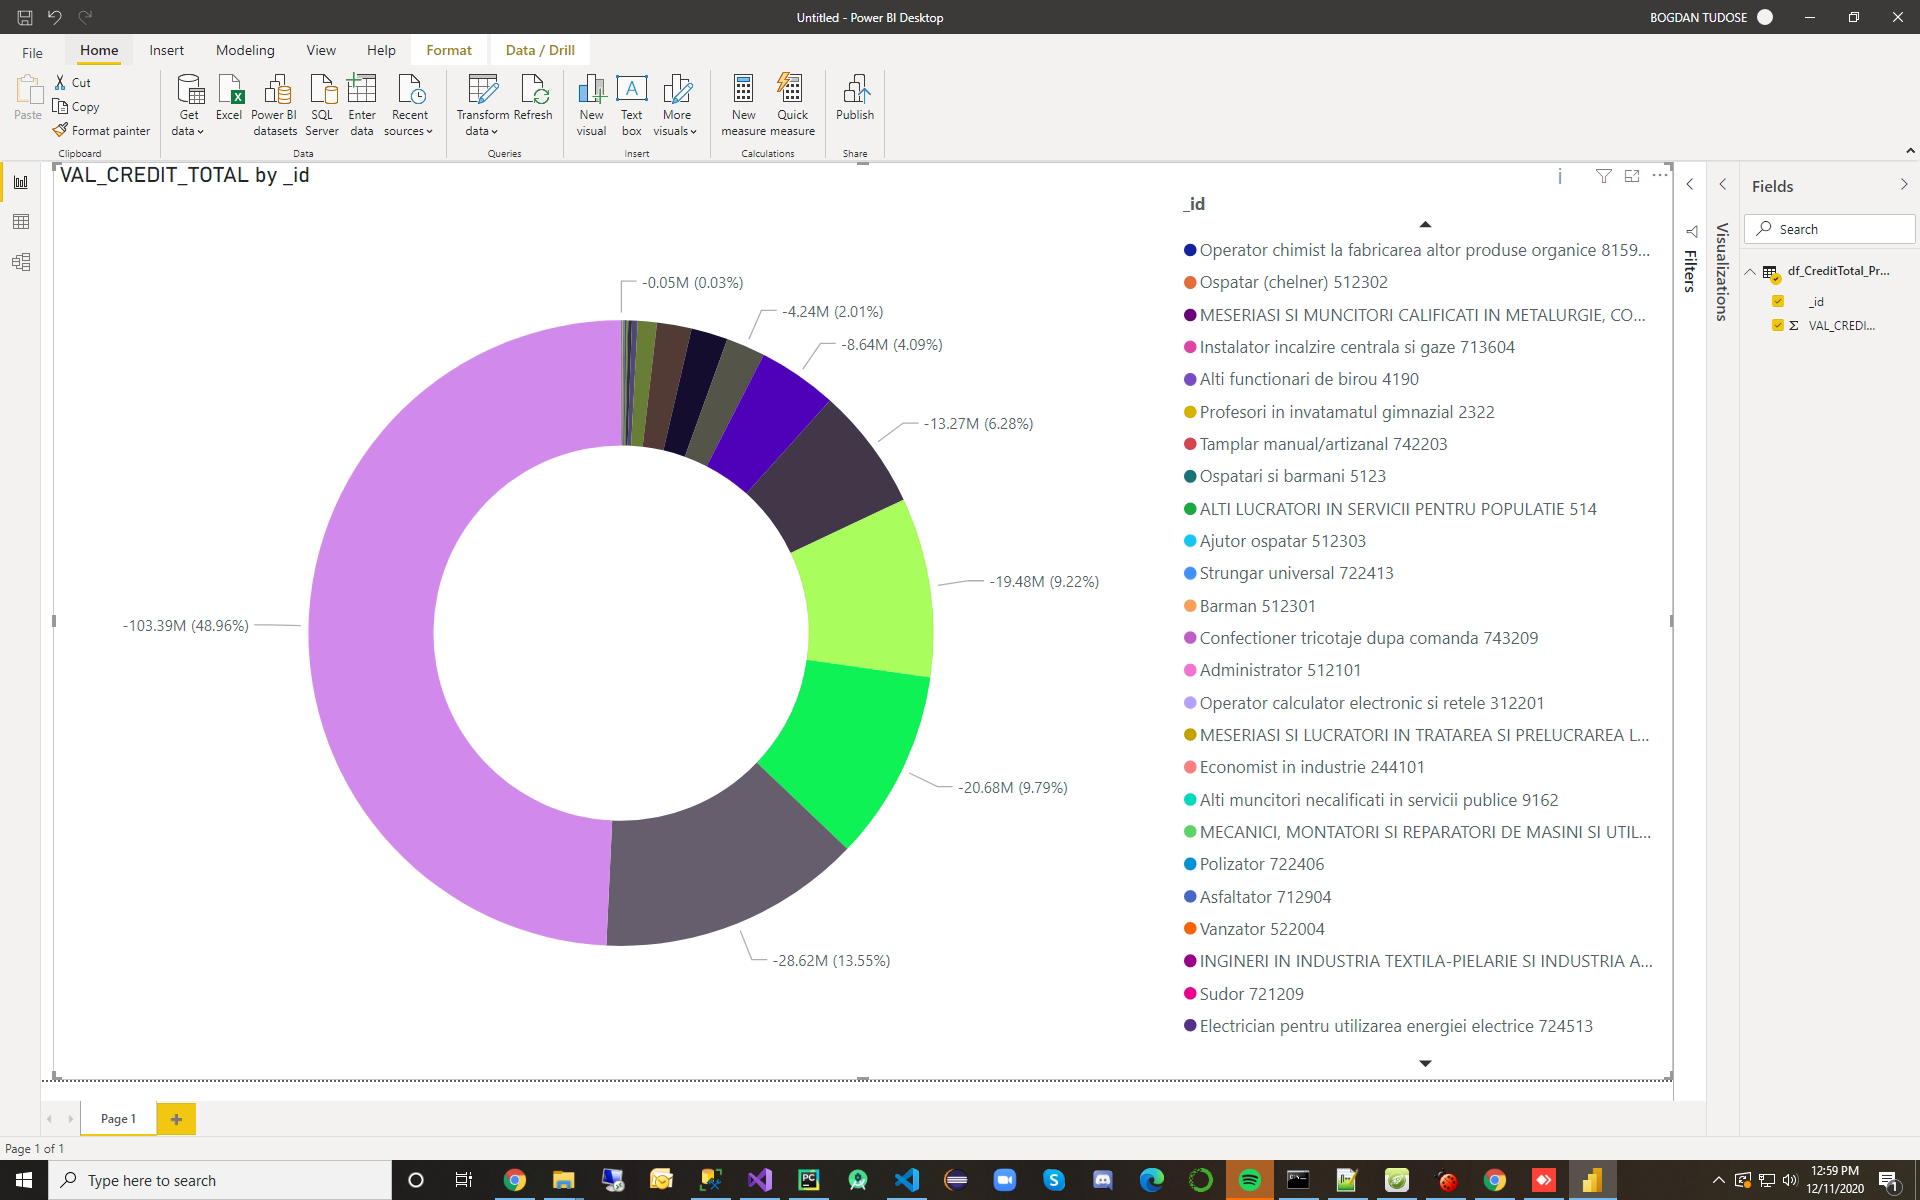 Untitled - Power BI Desktop
BOGDAN TUDOSE
File
Home
Insert
Modeling
View
Help
Format
Data / Drill
Paste
Cut
Copy
Format painter
Clipboard
Get data
Excel
Power BI datasets
SQL Server
Enter data
Recent sources
Data
Transform data
Refresh
Queries
New visual
Text box
More visuals
Insert
New measure
Quick measure
Calculations
Publish
Share
VAL_CREDIT_TOTAL by _id
-0.05M (0.03%)
-4.24M (2.01%)
-8.64M (4.09%)
-13.27M (6.28%)
-19.48M (9.22%)
-103.39M (48.96%)
-20.68M (9.79%)
-28.62M (13.55%)
_id
Operator chimist la fabricarea altor produse organice 8159...
Ospatar (chelner) 512302
MESERIASI SI MUNCITORI CALIFICATI IN METALURGIE, CO...
Instalator incalzire centrala si gaze 713604
Alti functionari de birou 4190
Profesori in invatamatul gimnazial 2322
Tamplar manual/artizanal 742203
Ospatari si barmani 5123
ALTI LUCRATORI IN SERVICII PENTRU POPULATIE 514
Ajutor ospatar 512303
Strungar universal 722413
Barman 512301
Confectioner tricotaje dupa comanda 743209
Administrator 512101
Operator calculator electronic si retele 312201
MESERIASI SI LUCRATORI IN TRATAREA SI PRELUCRAREA L...
Economist in industrie 244101
Alti muncitori necalificati in servicii publice 9162
MECANICI, MONTATORI SI REPARATORI DE MASINI SI UTIL...
Polizator 722406
Asfaltator 712904
Vanzator 522004
INGINERI IN INDUSTRIA TEXTILA-PIELARIE SI INDUSTRIA A...
Sudor 721209
Electrician pentru utilizarea energiei electrice 724513
Filters
Visualizations
Fields
Search
df_CreditTotal_Pr...
_id
VAL_CREDI...
Page 1
Page 1 of 1
Type here to search
12:59 PM
12/11/2020